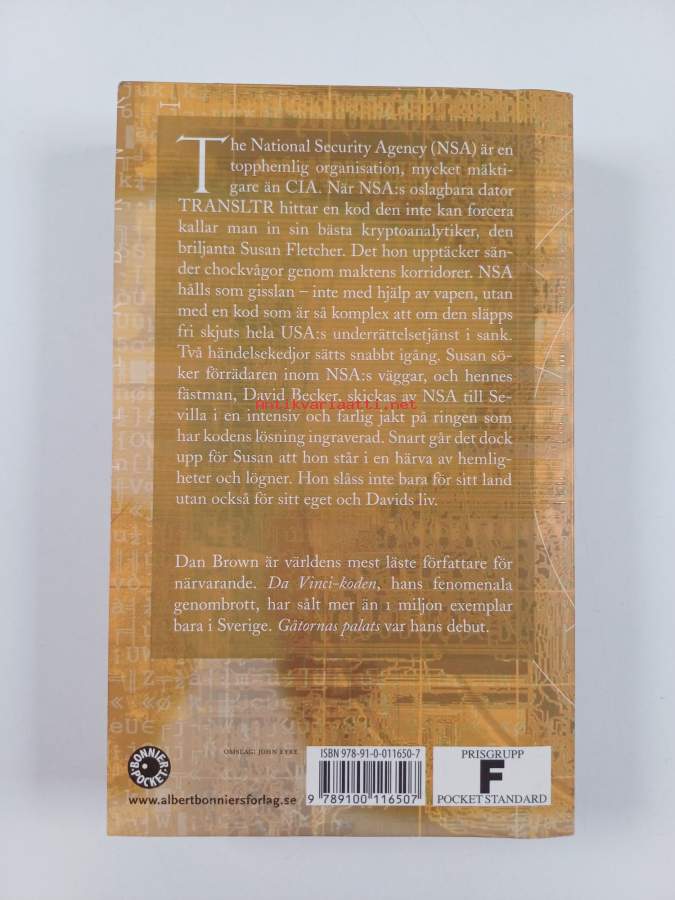 The National Security Agency (NSA) är en
topphemlig organisation, mycket mäkti-
gare än CIA. När NSA:s oslagbara dator
TRANSLTR hittar en kod den inte kan forcera
kallar man in sin bästa kryptoanalytiker, den
briljanta Susan Fletcher. Det hon upptäcker sän-
der chockvågor genom maktens korridorer. NSA
hålls som gisslan – inte med hjälp av vapen, utan
med en kod som är så komplex att om den släpps
fri skjuts hela USA:s underrättelsetjänst i sank.
Två händelsekedjor sätts snabbt igång. Susan sö-
ker förrädaren inom NSA:s väggar, och hennes
fästman, David Becker, skickas av NSA till Se-
antikvariaatti.net
villa i en intensiv och farlig jakt på ringen som
har kodens lösning ingraverad. Snart går det dock
upp för Susan att hon står i en härva av hemlig-
heter och lögner. Hon slåss inte bara för sitt land
utan också för sitt eget och Davids liv.
Dan Brown är världens mest läste författare för
närvarande. Da Vinci-koden, hans fenomenala
genombrott, har sålt mer än 1 miljon exemplar
bara i Sverige. Gåtornas palats var hans debut.
BONNIER POCKET
www.albertbonniersforlag.se
OMSLAG: JOHN EYRE
ISBN 978-91-0-011650-7
9 789100 116507
PRISGRUPP
F
POCKET STANDARD